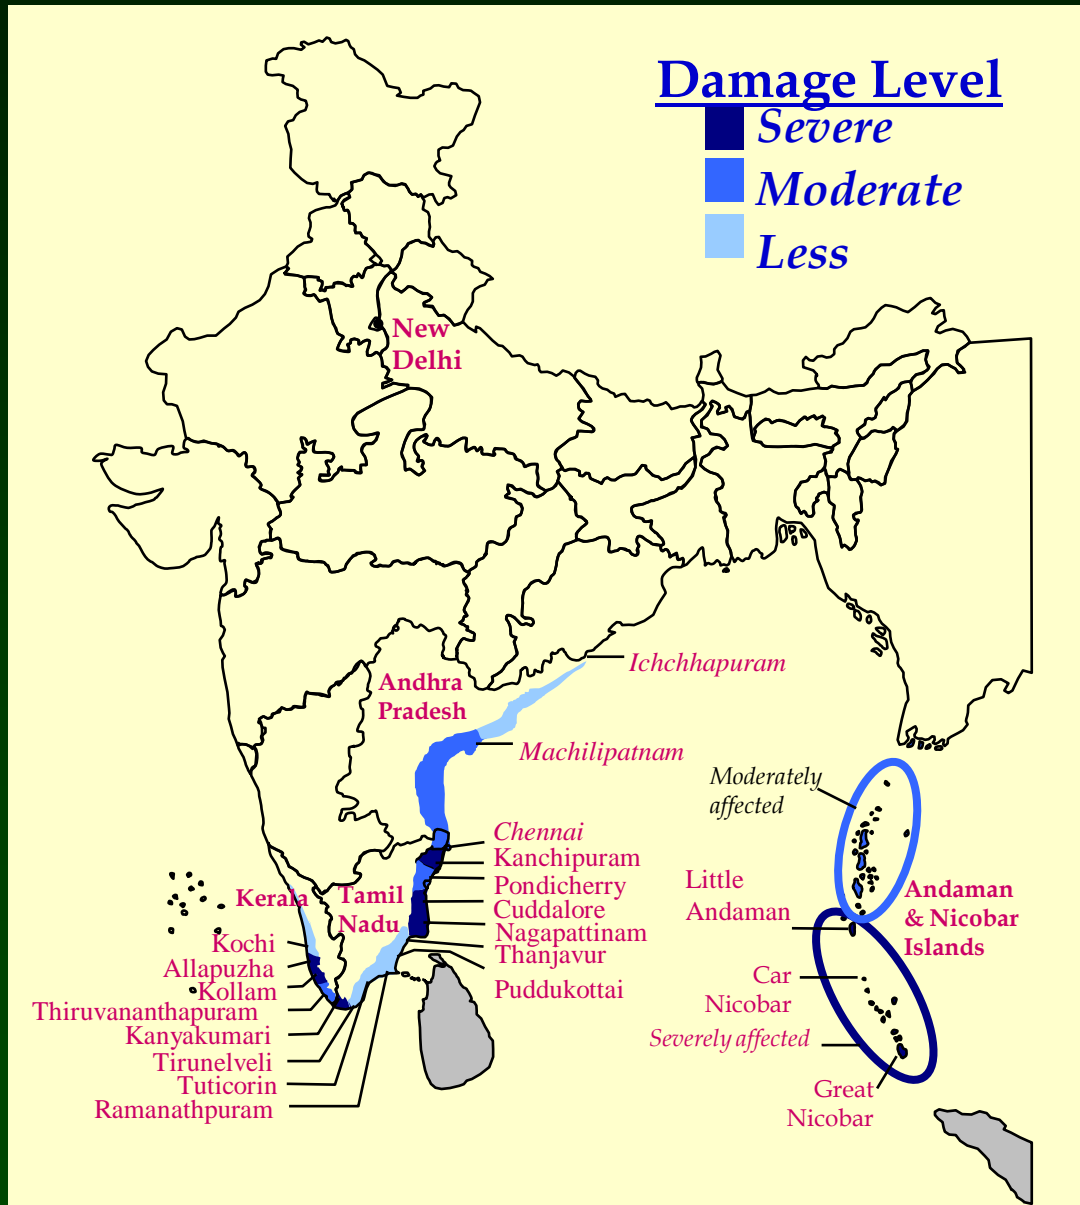 Damage Level
Severe
Moderate
Less
New
Delhi
Ichchhapuram
Andhra
Pradesh
Machilipatnam
Moderately
affected
Chennai
Kanchipuram
Pondicherry
Cuddalore
Nagapattinam
Thanjavur
Puddukottai
Little
Andaman
Andaman
& Nicobar
Islands
Kerala
Tamil
Nadu
Kochi
Allapuzha
Kollam
Thiruvananthapuram
Kanyakumari
Tirunelveli
Tuticorin
Ramanathpuram
Car
Nicobar
Severely affected
Great
Nicobar